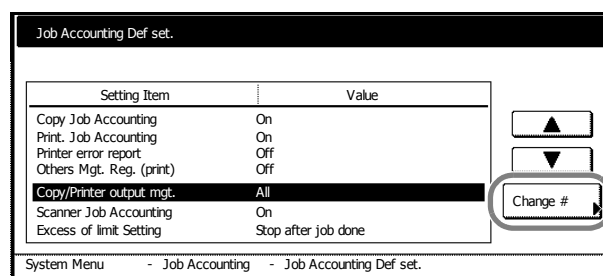 Job Accounting Def set.
Setting Item Value
Copy Job Accounting On
Print. Job Accounting On
Printer error report Off
Others Mgt. Reg. (print) Off
Copy/Printer output mgt. All
Change #
Scanner Job Accounting On
Excess of limit Setting Stop after job done
System Menu - Job Accounting - Job Accounting Def set.